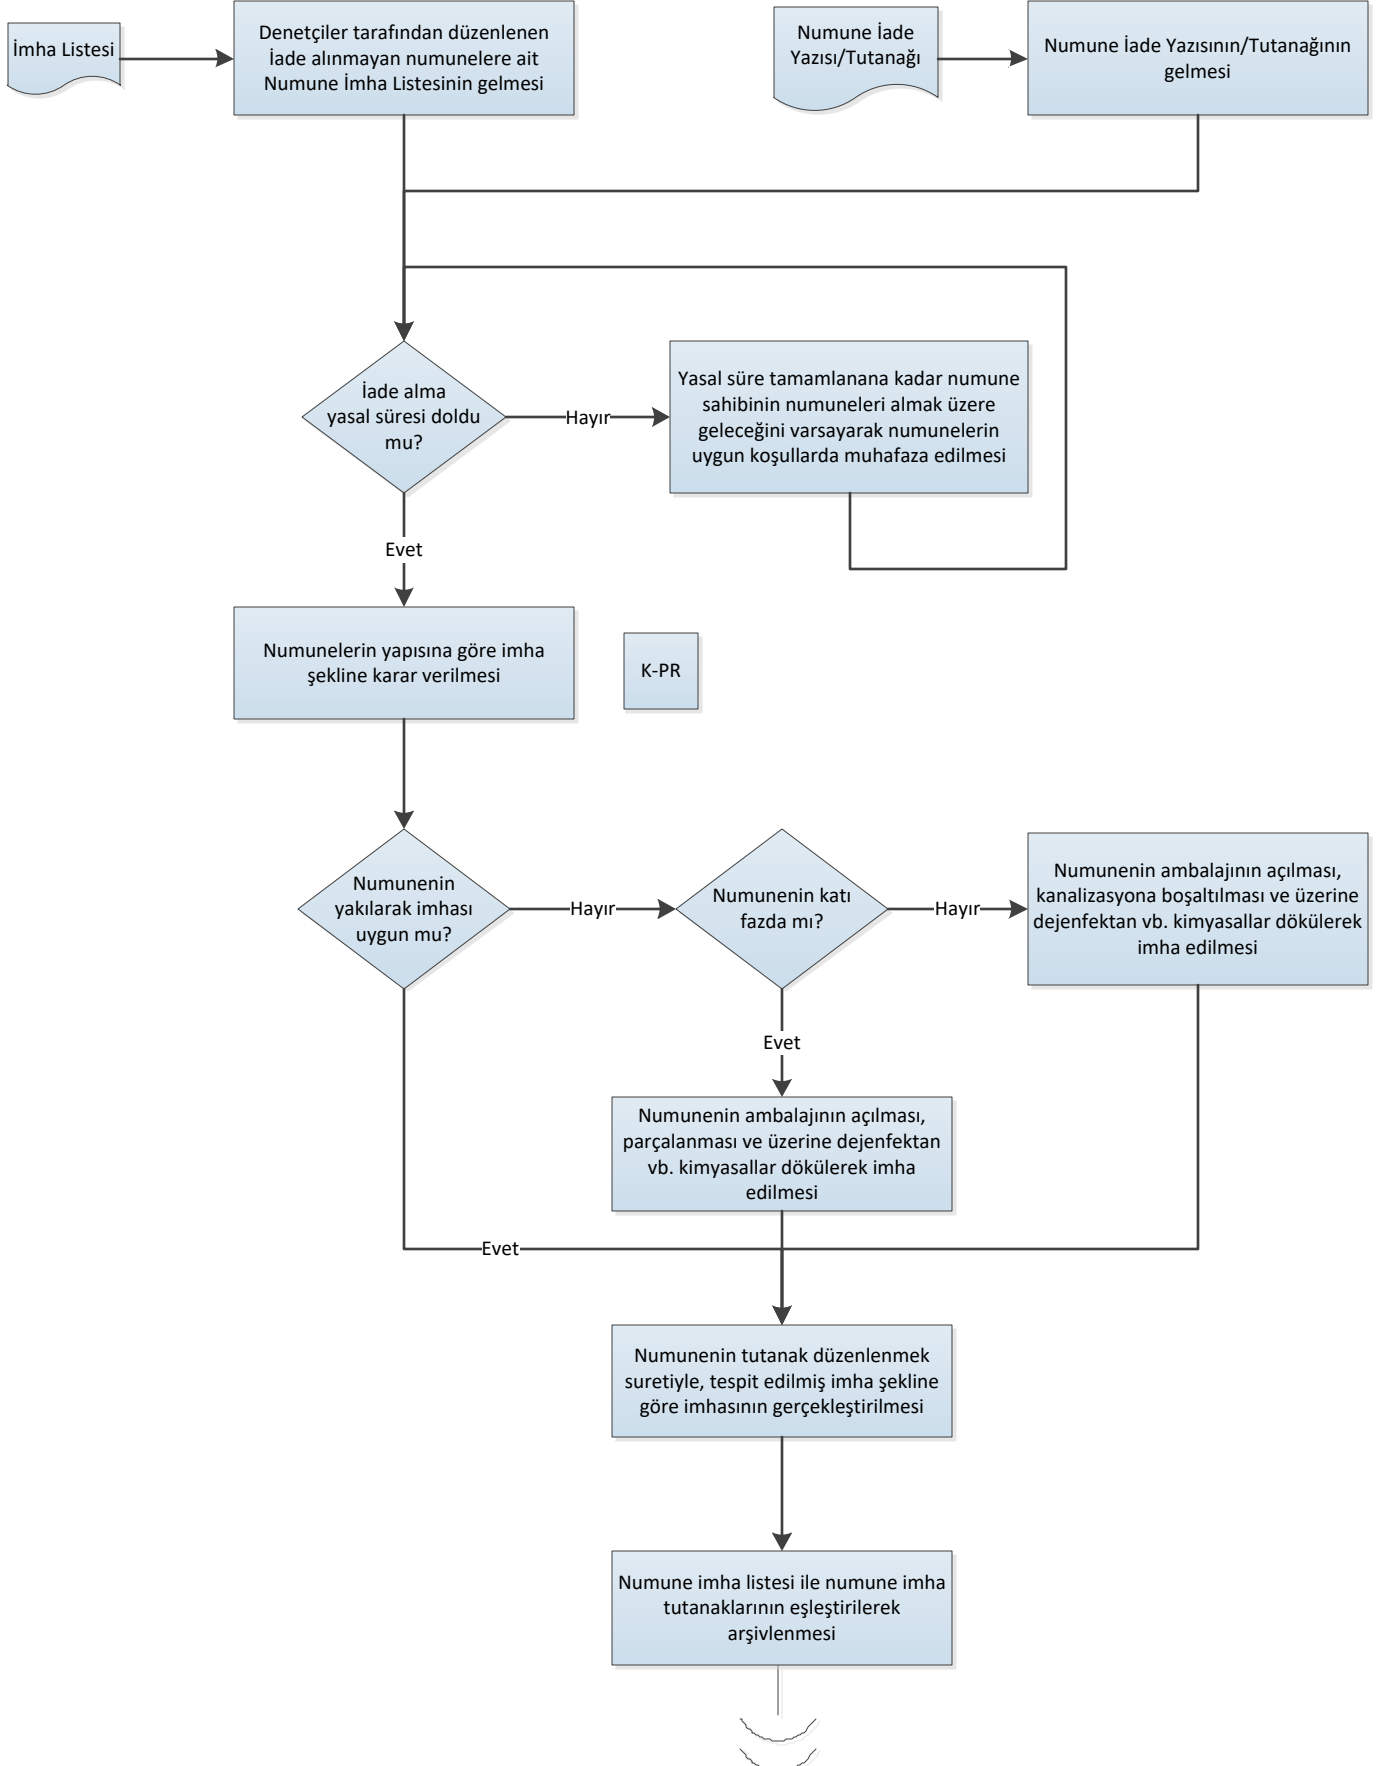 İmha Listesi
Denetçiler tarafından düzenlenen
İade alınmayan numunelere ait
Numune İmha Listesinin gelmesi
Numune İade
Yazısı/Tutanağı
Numune İade Yazısının/Tutanağının
gelmesi
İade alma
yasal süresi doldu
mu?
Hayır
Yasal süre tamamlanana kadar numune
sahibinin numuneleri almak üzere
geleceğini varsayarak numunelerin
uygun koşullarda muhafaza edilmesi
Evet
Numunelerin yapısına göre imha
şekline karar verilmesi
K-PR
Numunenin
yakılarak imhası
uygun mu?
Hayır
Numunenin katı
fazda mı?
Hayır
Numunenin ambalajının açılması,
kanalizasyona boşaltılması ve üzerine
dejenfektan vb. kimyasallar dökülerek
imha edilmesi
Evet
Numunenin ambalajının açılması,
parçalanması ve üzerine dejenfektan
vb. kimyasallar dökülerek imha
edilmesi
Evet
Numunenin tutanak düzenlenmek
suretiyle, tespit edilmiş imha şekline
göre imhasının gerçekleştirilmesi
Numune imha listesi ile numune imha
tutanaklarının eşleştirilerek
arşivlenmesi